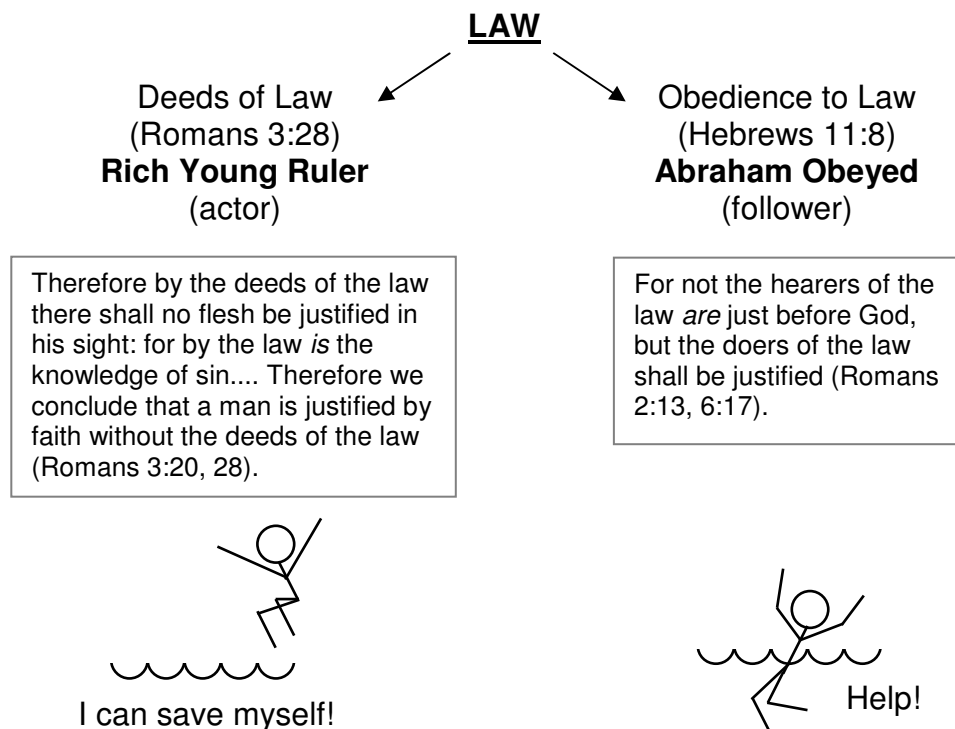 LAW
Deeds of Law
(Romans 3:28)
Rich Young Ruler
(actor)
Therefore by the deeds of the law
there shall no flesh be justified in
his sight: for by the law is the
knowledge of sin.... Therefore we
conclude that a man is justified by
faith without the deeds of the law
(Romans 3:20, 28).
I can save myself!
Obedience to Law
(Hebrews 11:8)
Abraham Obeyed
(follower)
For not the hearers of the
law are just before God,
but the doers of the law
shall be justified (Romans
2:13, 6:17).
Help!